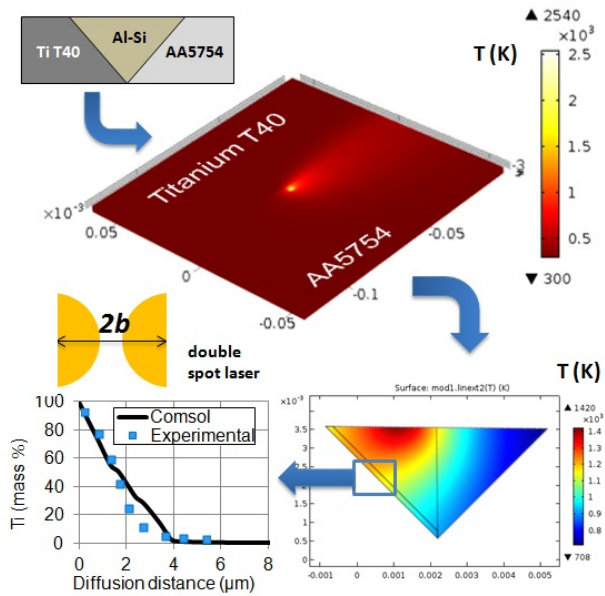 Ti T40
Al-Si
AA5754
T (K)
▲ 2540
×10³
2.5
2
1.5
1
0.5
▼ 300
Titanium T40
AA5754
×10⁻³
0.05
0
-0.05
-0.1
-0.05
2b
double
spot laser
T (K)
Surface: mod1.linext2(T) (K)
▲ 1420
×10³
1.4
1.3
1.2
1.1
1
0.9
0.8
▼ 708
×10⁻³
3.5
3
2.5
2
1.5
1
0.5
0
-0.001 0 0.001 0.002 0.003 0.004 0.005
Comsol
Experimental
Ti (mass %)
100
80
60
40
20
0
0 2 4 6 8
Diffusion distance (µm)